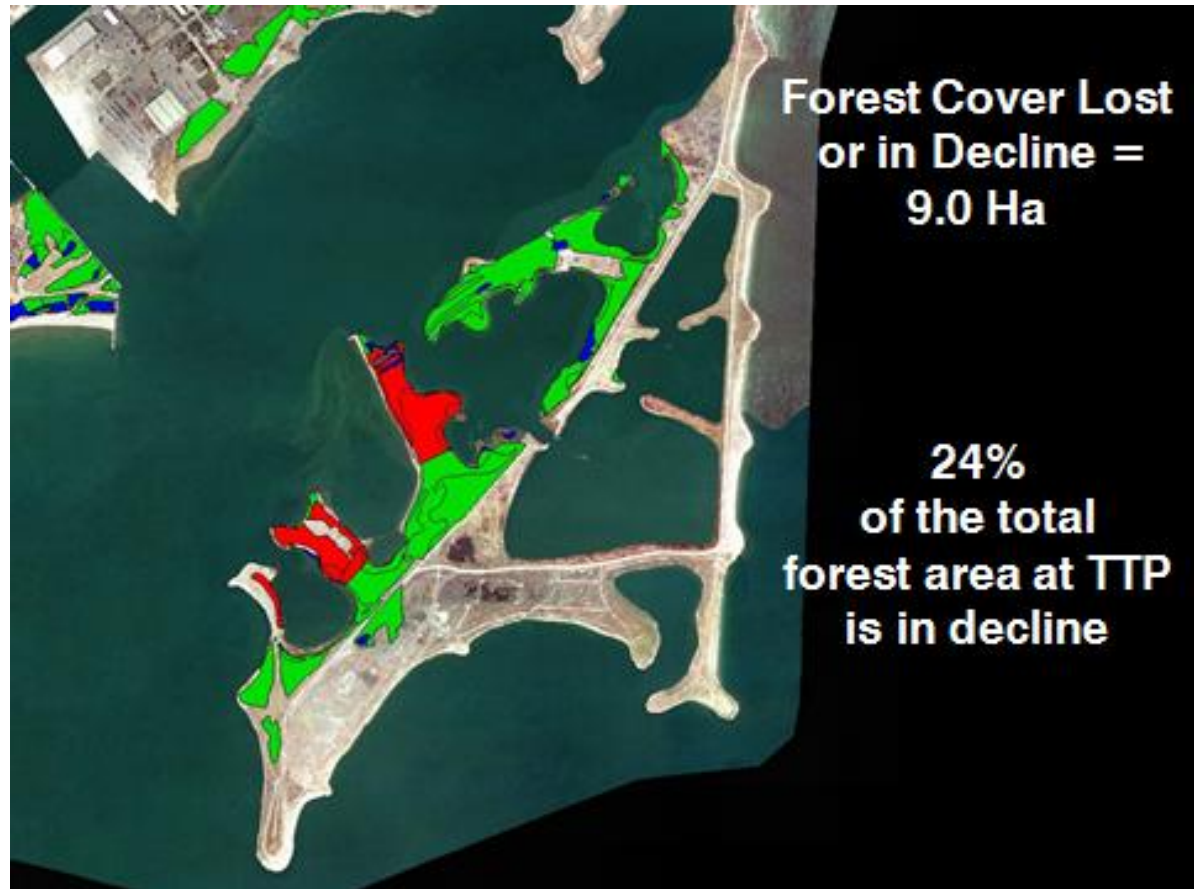 Forest Cover Lost
or in Decline =
9.0 Ha
24%
of the total
forest area at TTP
is in decline